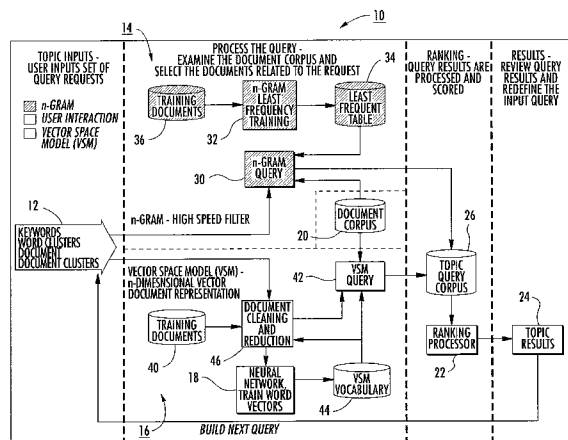 10
14
TOPIC INPUTS -
USER INPUTS SET OF
QUERY REQUESTS
PROCESS THE QUERY -
EXAMINE THE DOCUMENT CORPUS AND
SELECT THE DOCUMENTS RELATED TO THE REQUEST
RANKING -
QUERY RESULTS ARE
PROCESSED AND
SCORED
RESULTS -
REVIEW QUERY
RESULTS AND
REDEFINE THE
INPUT QUERY
n-GRAM
USER INTERACTION
VECTOR SPACE
MODEL (VSM)
TRAINING
DOCUMENTS
36
n-GRAM
LEAST
FREQUENCY
TRAINING
32
34
LEAST
FREQUENT
TABLE
n-GRAM
QUERY
30
12
n-GRAM - HIGH SPEED FILTER
KEYWORDS
WORD CLUSTERS
DOCUMENT
DOCUMENT CLUSTERS
DOCUMENT
CORPUS
20
26
TOPIC
QUERY
CORPUS
VECTOR SPACE MODEL (VSM) -
n-DIMESNSIONAL VECTOR
DOCUMENT REPRESENTATION
42
VSM
QUERY
24
TRAINING
DOCUMENTS
40
DOCUMENT
CLEANING
AND
REDUCTION
46
RANKING
PROCESSOR
22
TOPIC
RESULTS
18
NEURAL
NETWORK,
TRAIN WORD
VECTORS
VSM
VOCABULARY
44
16
BUILD NEXT QUERY